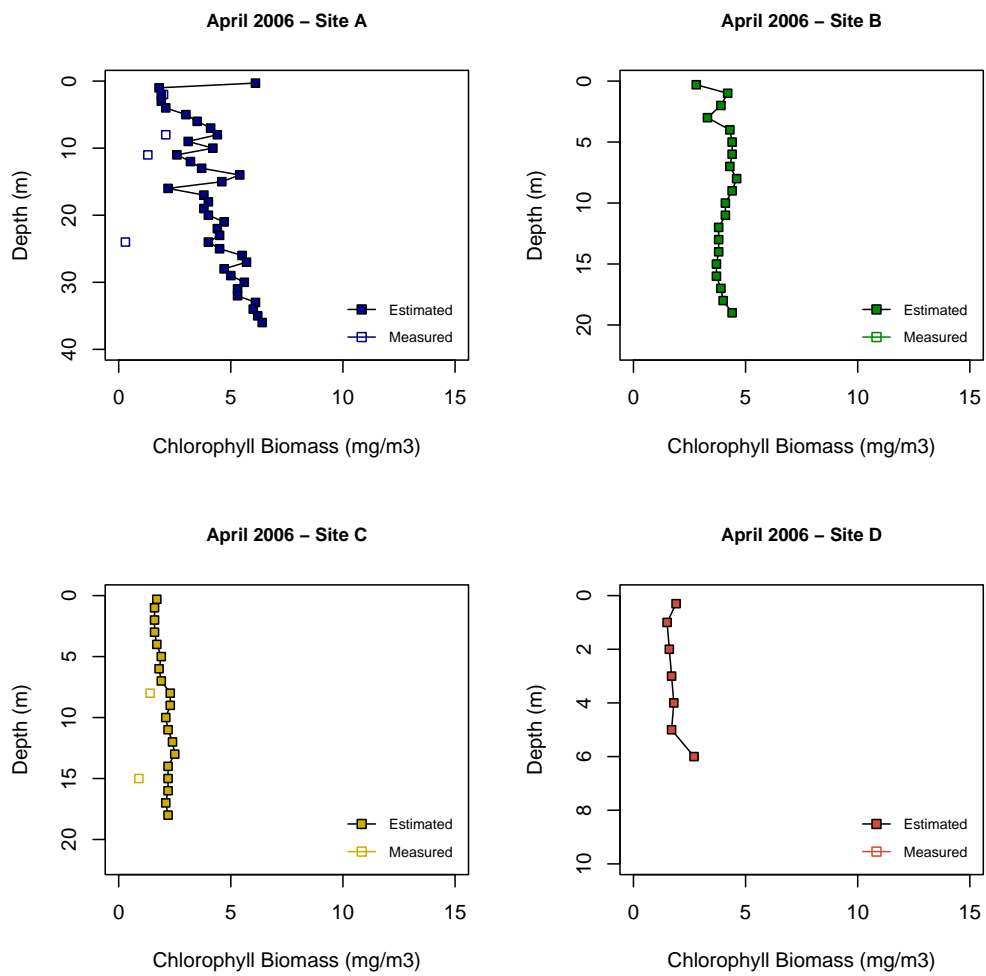 April 2006 – Site A
0
10
20
30
40
Depth (m)
Estimated
Measured
0 5 10 15
Chlorophyll Biomass (mg/m3)
April 2006 – Site B
0
5
10
15
20
Depth (m)
Estimated
Measured
0 5 10 15
Chlorophyll Biomass (mg/m3)
April 2006 – Site C
0
5
10
15
20
Depth (m)
Estimated
Measured
0 5 10 15
Chlorophyll Biomass (mg/m3)
April 2006 – Site D
0
2
4
6
8
10
Depth (m)
Estimated
Measured
0 5 10 15
Chlorophyll Biomass (mg/m3)